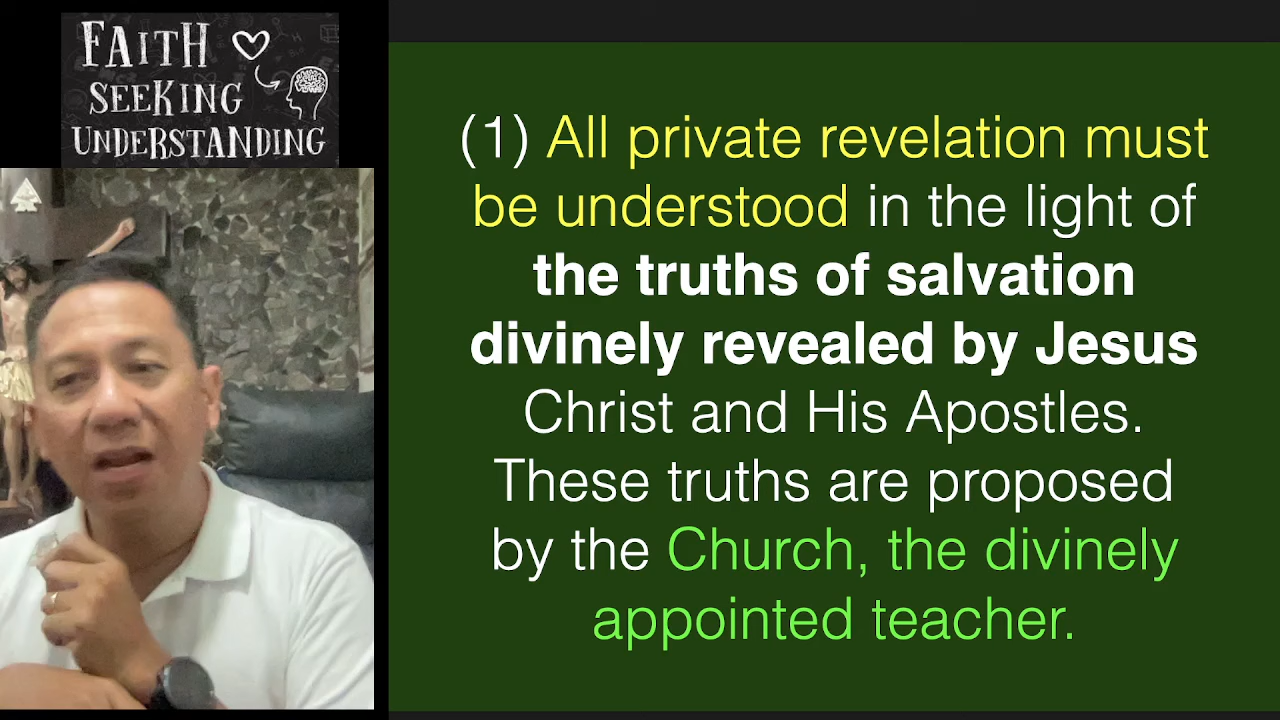 FAITH
SEEKING
UNDERSTANDING
(1) All private revelation must
be understood in the light of
the truths of salvation
divinely revealed by Jesus
Christ and His Apostles.
These truths are proposed
by the Church, the divinely
appointed teacher.